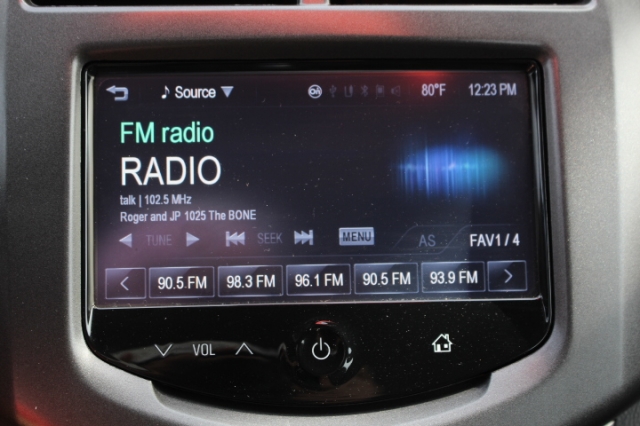 Source 80°F 12:23 PM
FM radio
RADIO
talk | 102.5 MHz
Roger and JP 1025 The BONE
TUNE SEEK MENU AS FAV1 / 4
90.5 FM 98.3 FM 96.1 FM 90.5 FM 93.9 FM
VOL